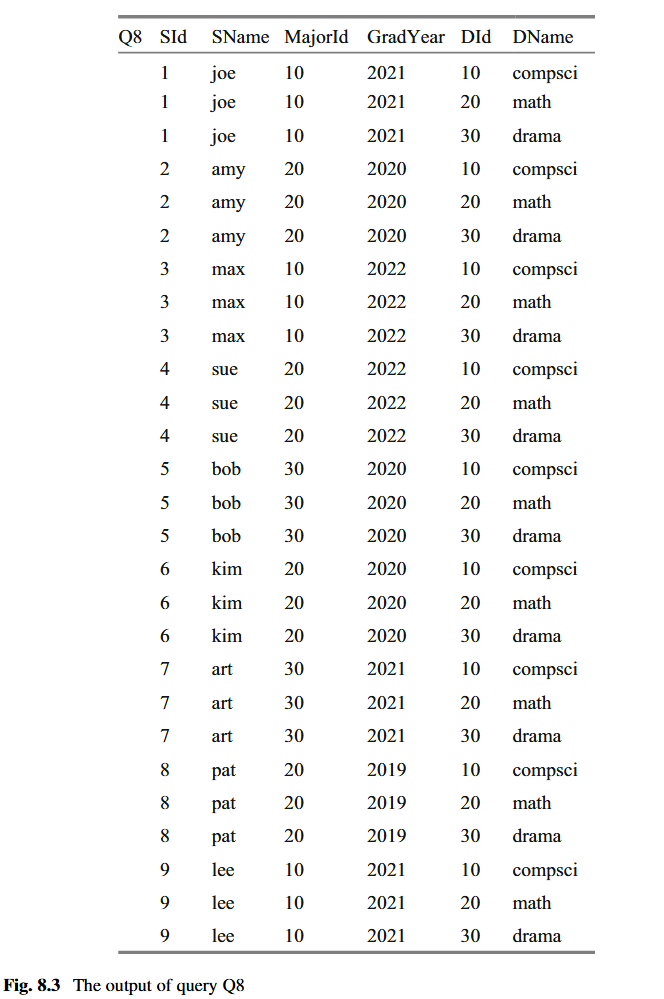 Q8 SId SName MajorId GradYear DId DName
1 joe 10 2021 10 compsci
1 joe 10 2021 20 math
1 joe 10 2021 30 drama
2 amy 20 2020 10 compsci
2 amy 20 2020 20 math
2 amy 20 2020 30 drama
3 max 10 2022 10 compsci
3 max 10 2022 20 math
3 max 10 2022 30 drama
4 sue 20 2022 10 compsci
4 sue 20 2022 20 math
4 sue 20 2022 30 drama
5 bob 30 2020 10 compsci
5 bob 30 2020 20 math
5 bob 30 2020 30 drama
6 kim 20 2020 10 compsci
6 kim 20 2020 20 math
6 kim 20 2020 30 drama
7 art 30 2021 10 compsci
7 art 30 2021 20 math
7 art 30 2021 30 drama
8 pat 20 2019 10 compsci
8 pat 20 2019 20 math
8 pat 20 2019 30 drama
9 lee 10 2021 10 compsci
9 lee 10 2021 20 math
9 lee 10 2021 30 drama
Fig. 8.3 The output of query Q8